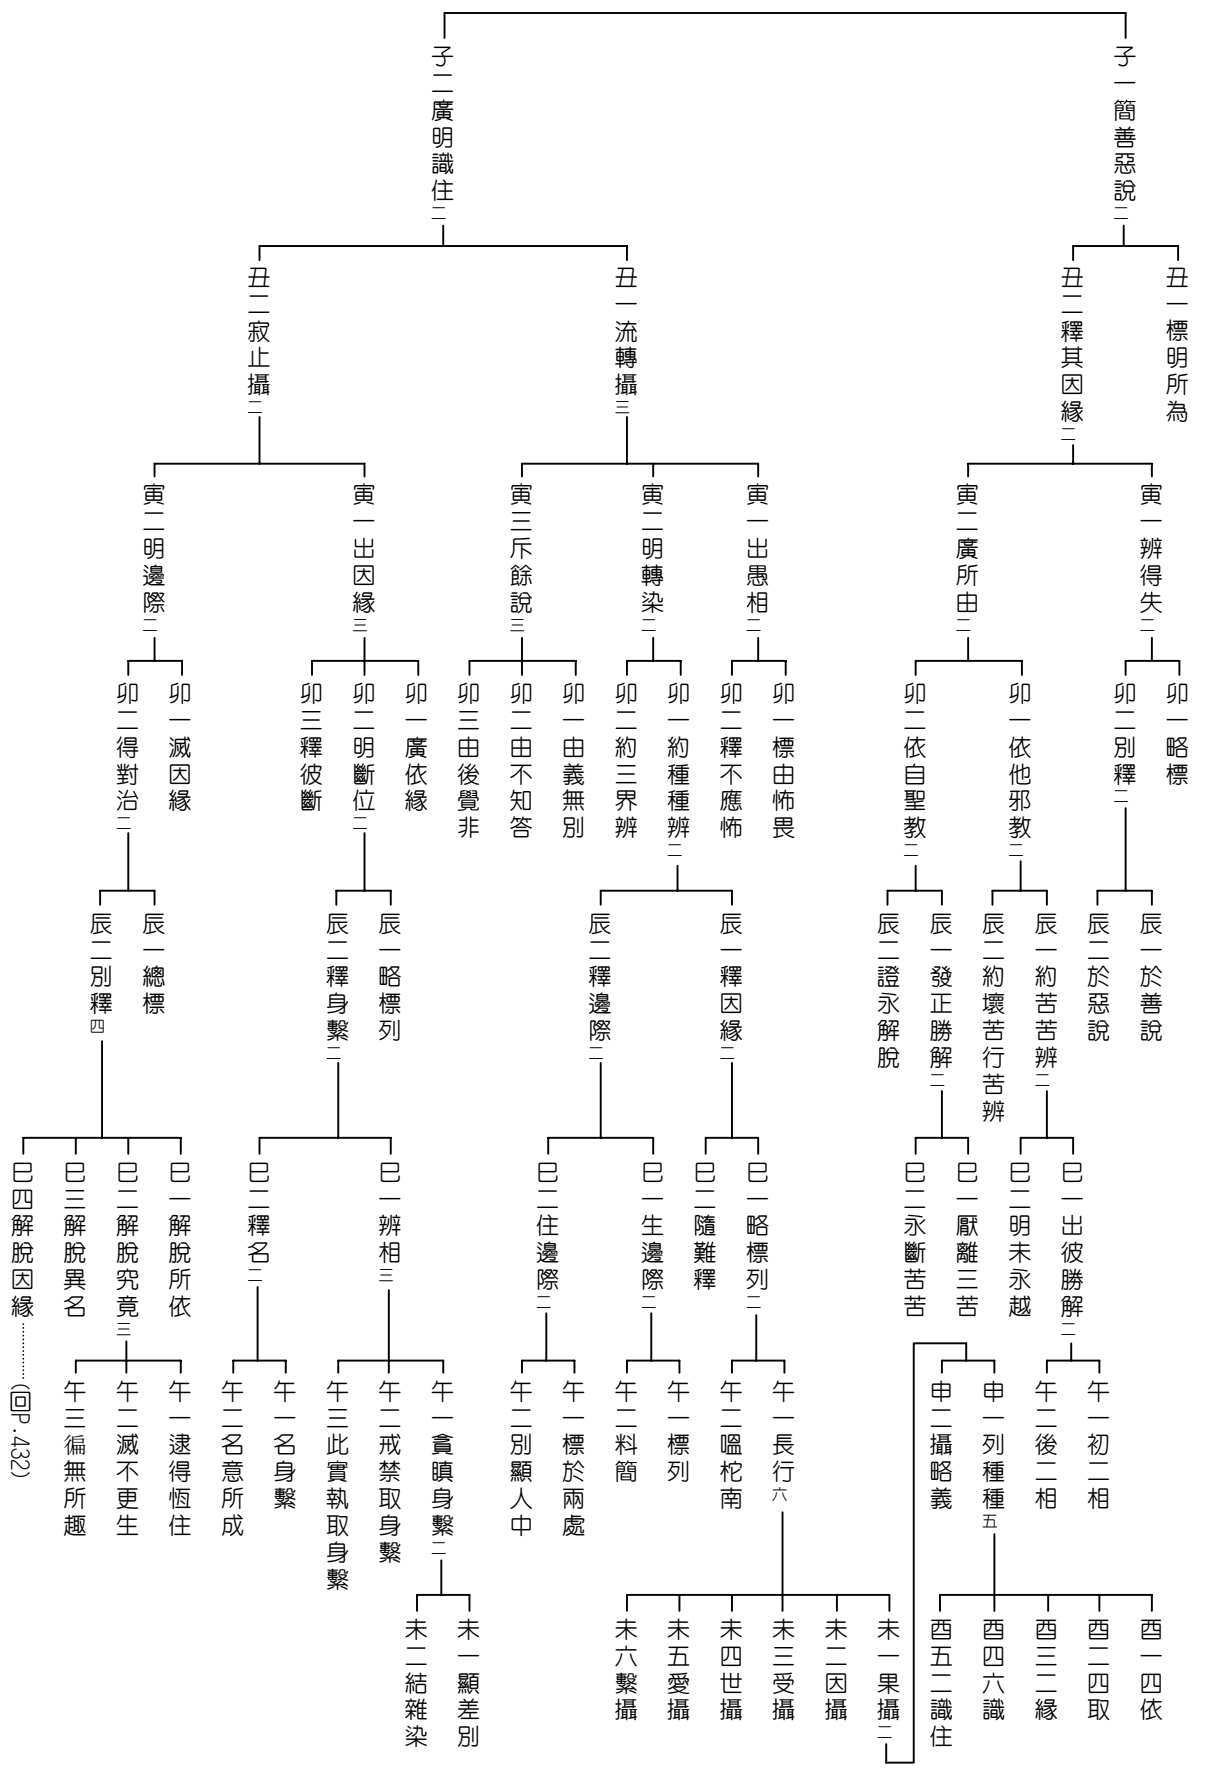 子一簡善惡說二
子二廣明識住二
丑一標明所為
丑二釋其因緣二
丑一流轉攝三
丑二寂止攝二
寅一辨得失二
寅二廣所由二
寅一出愚相二
寅二明轉染二
寅三斥餘說三
寅一出因緣三
寅二明邊際二
卯一略標
卯二別釋二
卯一依他邪教二
卯二依自聖教二
卯一標由怖畏
卯二釋不應怖
卯一約種種辨二
卯二約三界辨
卯一由義無別
卯二由不知答
卯三由後覺非
卯一廣依緣
卯二明斷位二
卯三釋彼斷
卯一滅因緣
卯二得對治二
辰一於善說
辰二於惡說
辰一約苦苦辨二
辰二約壞苦行苦辨
辰一發正勝解二
辰二證永解脫
辰一釋因緣二
辰二釋邊際二
辰一略標列
辰二釋身繫二
辰一總標
辰二別釋四
巳一出彼勝解二
巳二明未永越
巳一厭離三苦
巳二永斷苦苦
巳一略標列二
巳二隨難釋
巳一生邊際二
巳二住邊際二
巳一辨相三
巳二釋名二
巳一解脫所依
巳二解脫究竟三
巳三解脫異名
巳四解脫因緣…………(回P.432)
午一初二相
午二後二相
申一列種種五
申二攝略義
午一長行六
午二嗢柁南
午一標列
午二料簡
午一標於兩處
午二別顯人中
午一貪瞋身繫二
午二戒禁取身繫
午三此實執取身繫
午一名身繫
午二名意所成
午一逮得恆住
午二滅不更生
午三徧無所趣
酉一四依
酉二四取
酉三二緣
酉四六識
酉五二識住
未一果攝二
未二因攝
未三受攝
未四世攝
未五愛攝
未六繫攝
未一顯差別
未二結雜染